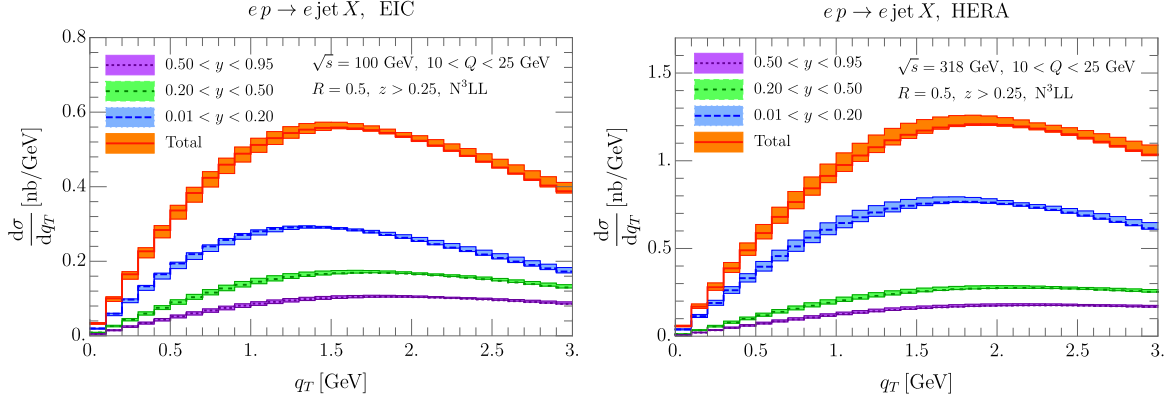 e p → e jet X, EIC
0.8
0.6
0.4
0.2
0.
dσ/dq_T [nb/GeV]
0.50 < y < 0.95
0.20 < y < 0.50
0.01 < y < 0.20
Total
√s = 100 GeV, 10 < Q < 25 GeV
R = 0.5, z > 0.25, N³LL
0. 0.5 1.0 1.5 2.0 2.5 3.
q_T [GeV]
e p → e jet X, HERA
1.5
1.
0.5
0.
dσ/dq_T [nb/GeV]
0.50 < y < 0.95
0.20 < y < 0.50
0.01 < y < 0.20
Total
√s = 318 GeV, 10 < Q < 25 GeV
R = 0.5, z > 0.25, N³LL
0. 0.5 1.0 1.5 2.0 2.5 3.
q_T [GeV]